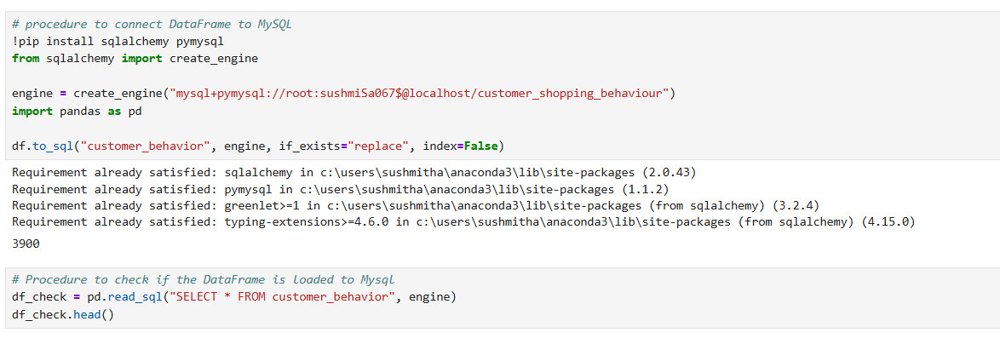 # procedure to connect DataFrame to MySQL
!pip install sqlalchemy pymysql
from sqlalchemy import create_engine
engine = create_engine("mysql+pymysql://root:sushmiSa067$@localhost/customer_shopping_behaviour")
import pandas as pd
df.to_sql("customer_behavior", engine, if_exists="replace", index=False)
Requirement already satisfied: sqlalchemy in c:\users\sushmitha\anaconda3\lib\site-packages (2.0.43)
Requirement already satisfied: pymysql in c:\users\sushmitha\anaconda3\lib\site-packages (1.1.2)
Requirement already satisfied: greenlet>=1 in c:\users\sushmitha\anaconda3\lib\site-packages (from sqlalchemy) (3.2.4)
Requirement already satisfied: typing-extensions>=4.6.0 in c:\users\sushmitha\anaconda3\lib\site-packages (from sqlalchemy) (4.15.0)
3900
# Procedure to check if the DataFrame is loaded to Mysql
df_check = pd.read_sql("SELECT * FROM customer_behavior", engine)
df_check.head()